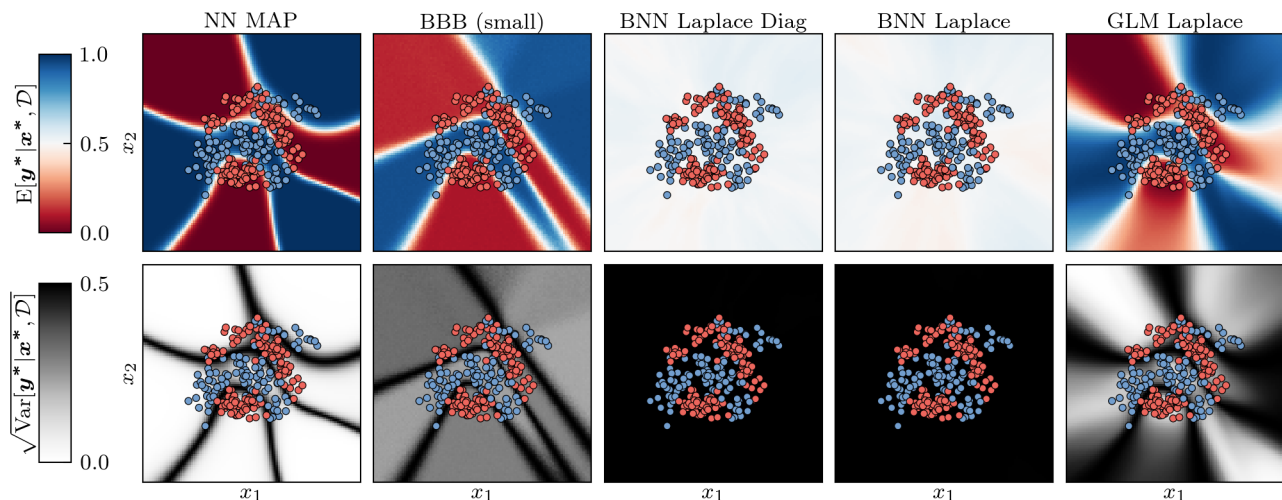 NN MAP
BBB (small)
BNN Laplace Diag
BNN Laplace
GLM Laplace
E[y*|x*, D]
1.0
0.5
0.0
x₂
√Var[y*|x*, D]
0.5
0.0
x₂
x₁
x₁
x₁
x₁
x₁